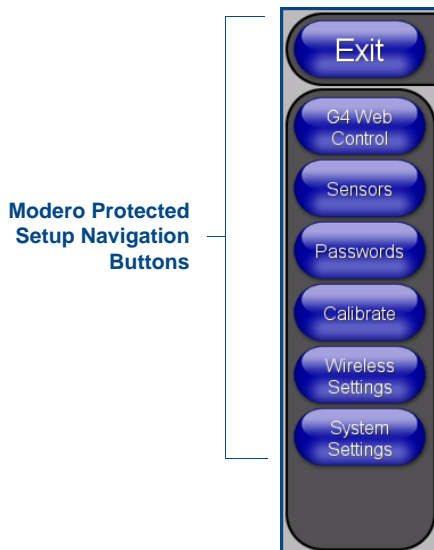 Modero Protected
Setup Navigation
Buttons
Exit
G4 Web
Control
Sensors
Passwords
Calibrate
Wireless
Settings
System
Settings